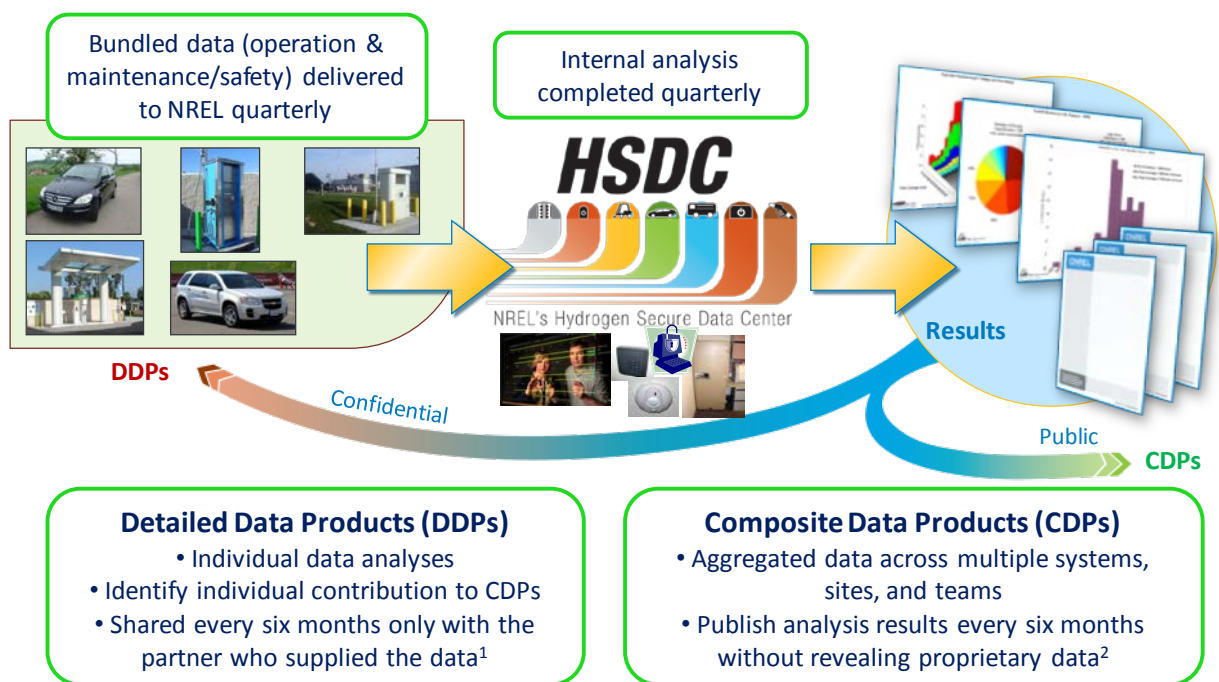 Bundled data (operation &
maintenance/safety) delivered
to NREL quarterly
Internal analysis
completed quarterly
HSDC
NREL's Hydrogen Secure Data Center
Results
DDPs
Confidential
Public
CDPs
Detailed Data Products (DDPs)
• Individual data analyses
• Identify individual contribution to CDPs
• Shared every six months only with the
partner who supplied the data¹
Composite Data Products (CDPs)
• Aggregated data across multiple systems,
sites, and teams
• Publish analysis results every six months
without revealing proprietary data²